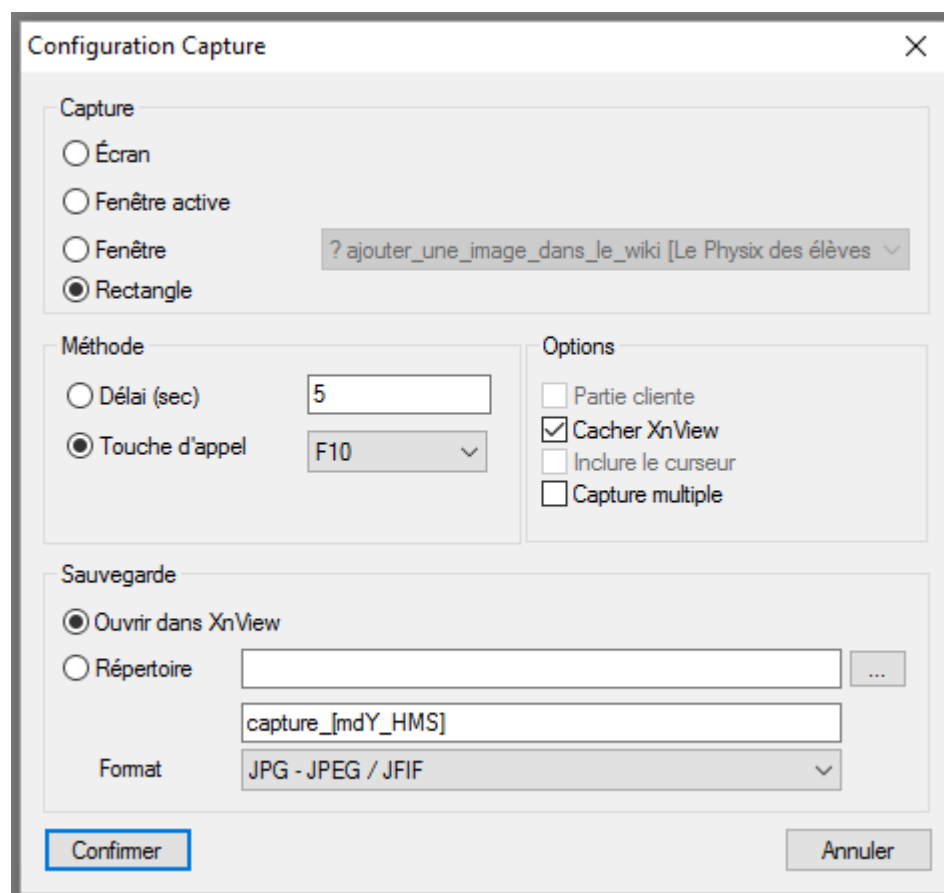 Configuration Capture
Capture
Écran
Fenêtre active
Fenêtre
? ajouter_une_image_dans_le_wiki [Le Physix des élèves
Rectangle
Méthode
Délai (sec)
5
Touche d'appel
F10
Options
Partie cliente
Cacher XnView
Inclure le curseur
Capture multiple
Sauvegarde
Ouvrir dans XnView
Répertoire
...
capture_[mdY_HMS]
Format
JPG - JPEG / JFIF
Confirmer
Annuler